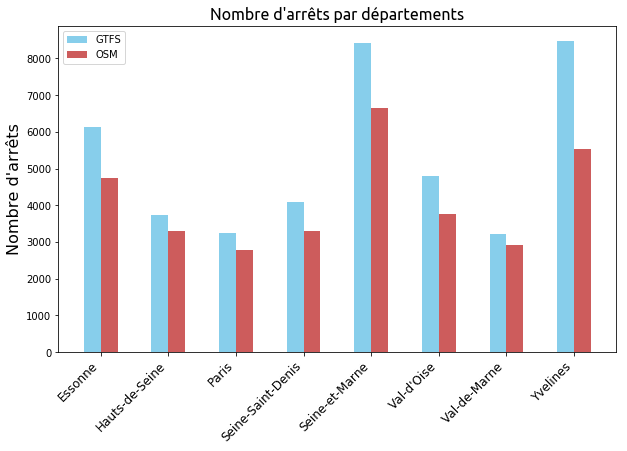 Nombre d'arrêts par départements
GTFS
OSM
Nombre d'arrêts
8000
7000
6000
5000
4000
3000
2000
1000
0
Essonne
Hauts-de-Seine
Paris
Seine-Saint-Denis
Seine-et-Marne
Val-d'Oise
Val-de-Marne
Yvelines